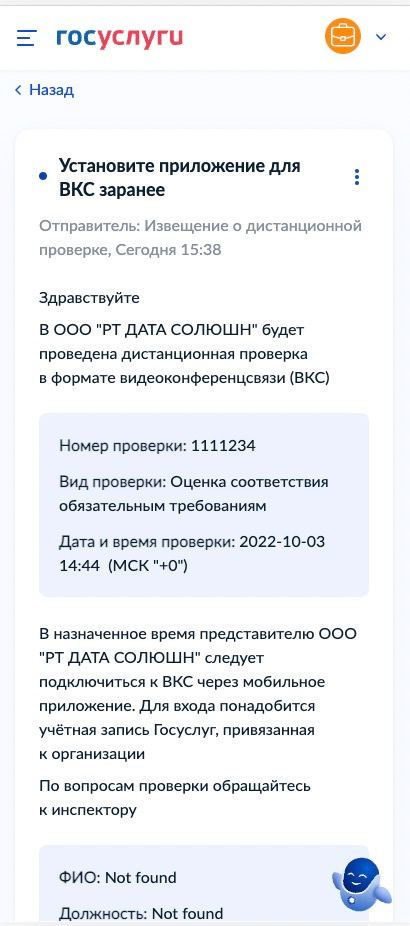 госуслуги
Назад
Установите приложение для
ВКС заранее
Отправитель: Извещение о дистанционной
проверке, Сегодня 15:38
Здравствуйте
В ООО "РТ ДАТА СОЛЮШН" будет
проведена дистанционная проверка
в формате видеоконференцсвязи (ВКС)
Номер проверки: 1111234
Вид проверки: Оценка соответствия
обязательным требованиям
Дата и время проверки: 2022-10-03
14:44 (МСК "+0")
В назначенное время представителю ООО
"РТ ДАТА СОЛЮШН" следует
подключиться к ВКС через мобильное
приложение. Для входа понадобится
учётная запись Госуслуг, привязанная
к организации
По вопросам проверки обращайтесь
к инспектору
ФИО: Not found
Должность: Not found